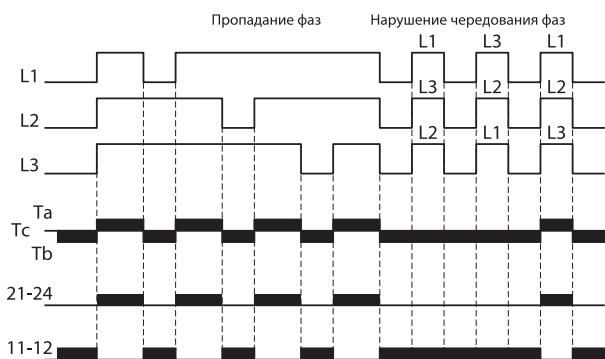 Пропадание фаз
Нарушение чередования фаз
L1 L3 L1
L1
L3 L2 L2
L2
L2 L1 L3
L3
Ta
Tc
Tb
21-24
11-12